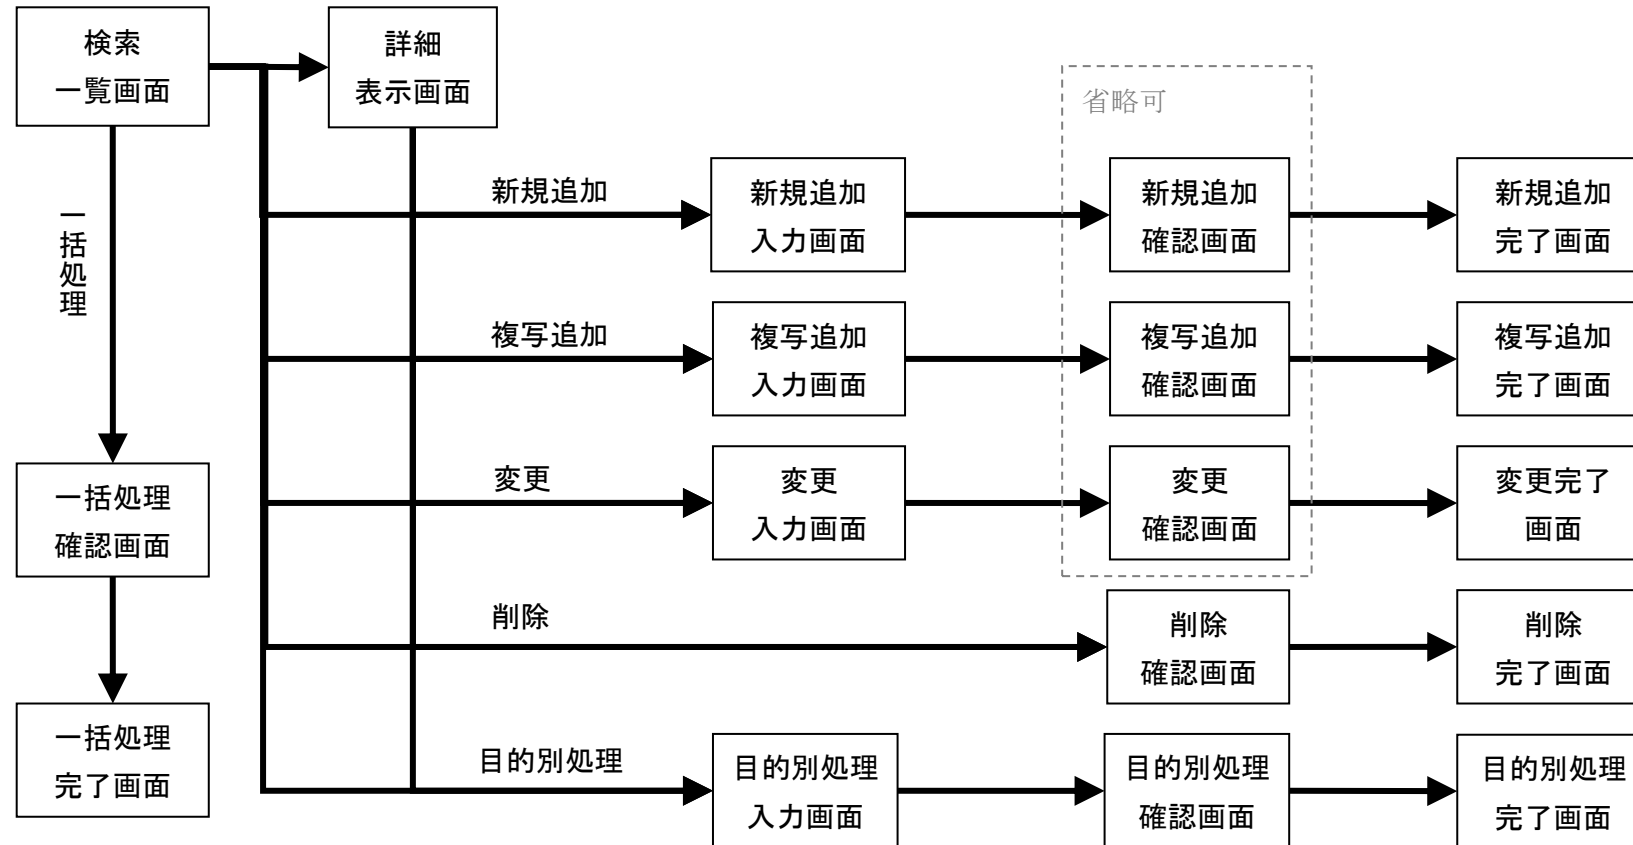 検索
一覧画面
詳細
表示画面
省略可
一括処理
新規追加
新規追加
入力画面
新規追加
確認画面
新規追加
完了画面
複写追加
複写追加
入力画面
複写追加
確認画面
複写追加
完了画面
変更
変更
入力画面
変更
確認画面
変更完了
画面
一括処理
確認画面
削除
削除
確認画面
削除
完了画面
一括処理
完了画面
目的別処理
目的別処理
入力画面
目的別処理
確認画面
目的別処理
完了画面